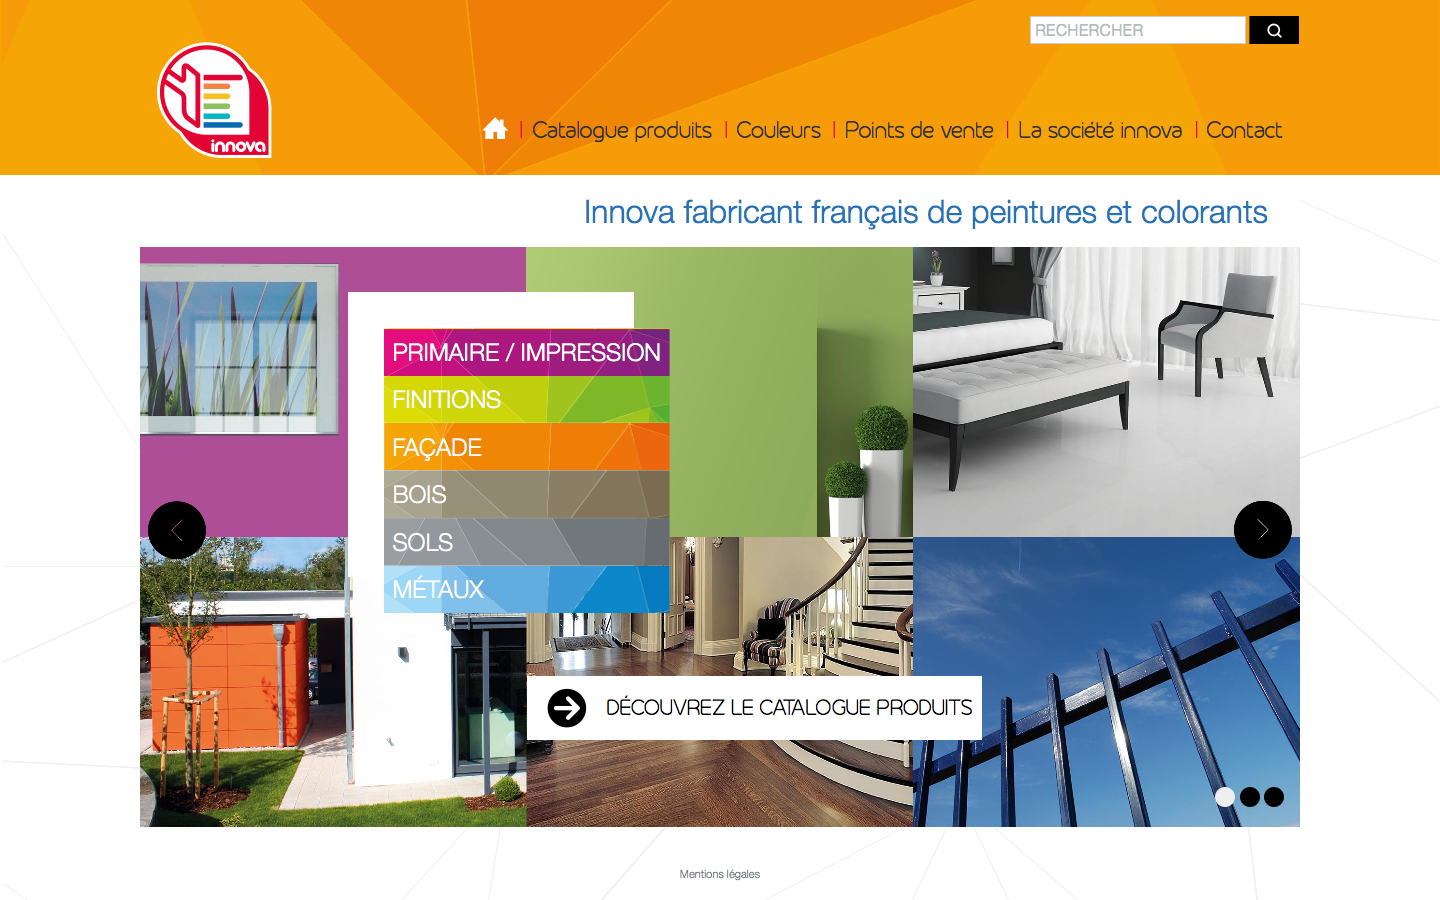 RECHERCHER
innova
Catalogue produits
Couleurs
Points de vente
La société innova
Contact
Innova fabricant français de peintures et colorants
PRIMAIRE / IMPRESSION
FINITIONS
FAÇADE
BOIS
SOLS
MÉTAUX
DÉCOUVREZ LE CATALOGUE PRODUITS
Mentions légales